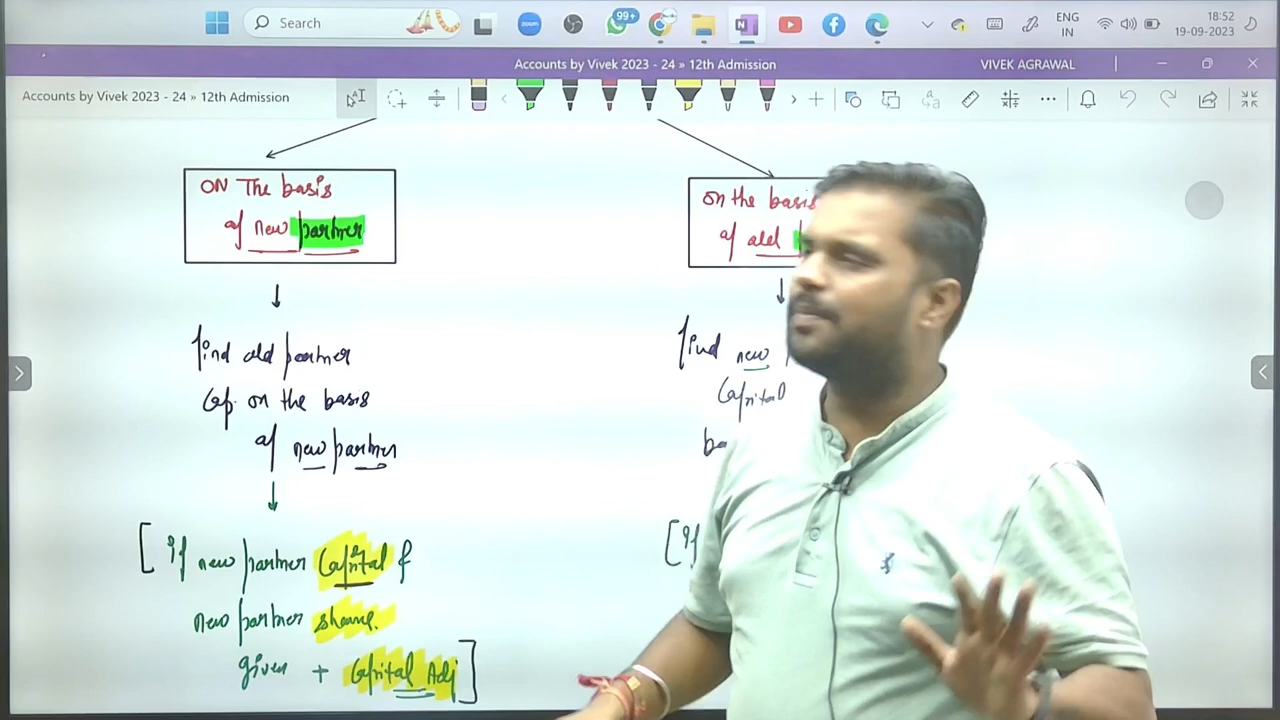 Search
99+
zoom
ENG
IN
18:52
19-09-2023
Accounts by Vivek 2023 - 24 » 12th Admission
VIVEK AGRAWAL
Accounts by Vivek 2023 - 24 » 12th Admission
ON The basis
of new partner
find old partner
Cap. on the basis
of new partner
[ If new partner Capital &
new partner share.
given + Capital Adj ]
on the basis
of old
find new
Capital
[If